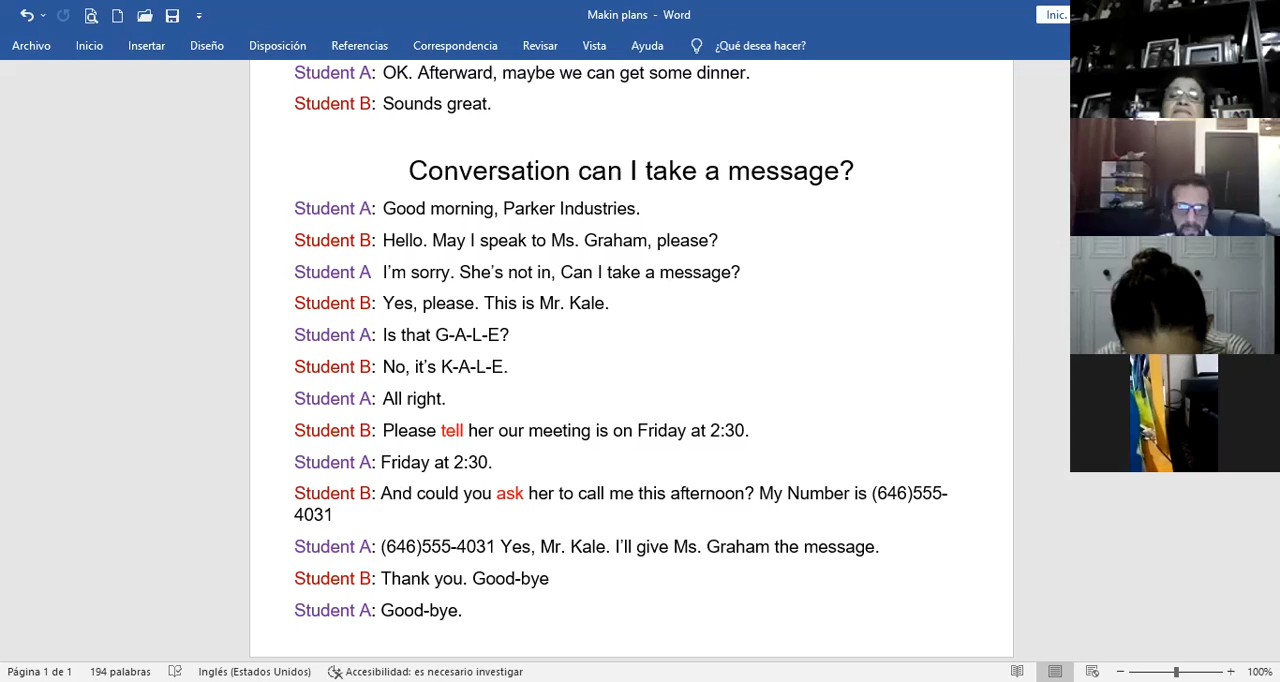 Makin plans - Word
Inic.
Archivo Inicio Insertar Diseño Disposición Referencias Correspondencia Revisar Vista Ayuda ¿Qué desea hacer?
Student A: OK. Afterward, maybe we can get some dinner.
Student B: Sounds great.
Conversation can I take a message?
Student A: Good morning, Parker Industries.
Student B: Hello. May I speak to Ms. Graham, please?
Student A I'm sorry. She's not in, Can I take a message?
Student B: Yes, please. This is Mr. Kale.
Student A: Is that G-A-L-E?
Student B: No, it's K-A-L-E.
Student A: All right.
Student B: Please tell her our meeting is on Friday at 2:30.
Student A: Friday at 2:30.
Student B: And could you ask her to call me this afternoon? My Number is (646)555-
4031
Student A: (646)555-4031 Yes, Mr. Kale. I'll give Ms. Graham the message.
Student B: Thank you. Good-bye
Student A: Good-bye.
Página 1 de 1 194 palabras Inglés (Estados Unidos) Accesibilidad: es necesario investigar 100%